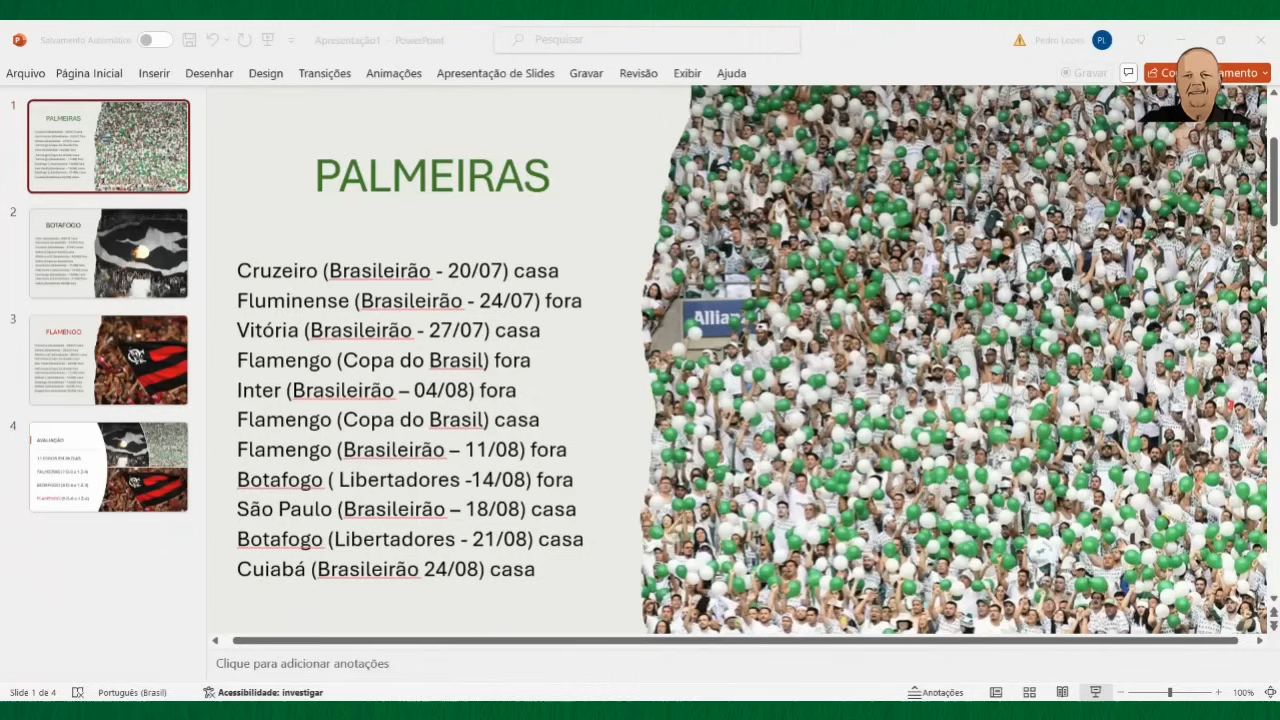 Salvamento Automático
Apresentação1 - PowerPoint
Pesquisar
Pedro Lopes
PL
Arquivo
Página Inicial
Inserir
Desenhar
Design
Transições
Animações
Apresentação de Slides
Gravar
Revisão
Exibir
Ajuda
Gravar
1
PALMEIRAS
2
BOTAFOGO
3
FLAMENGO
4
AVALIAÇÃO
PALMEIRAS
Cruzeiro (Brasileirão - 20/07) casa
Fluminense (Brasileirão - 24/07) fora
Vitória (Brasileirão - 27/07) casa
Flamengo (Copa do Brasil) fora
Inter (Brasileirão – 04/08) fora
Flamengo (Copa do Brasil) casa
Flamengo (Brasileirão – 11/08) fora
Botafogo ( Libertadores -14/08) fora
São Paulo (Brasileirão – 18/08) casa
Botafogo (Libertadores - 21/08) casa
Cuiabá (Brasileirão 24/08) casa
Allian
Clique para adicionar anotações
Slide 1 de 4
Português (Brasil)
Acessibilidade: investigar
Anotações
100%